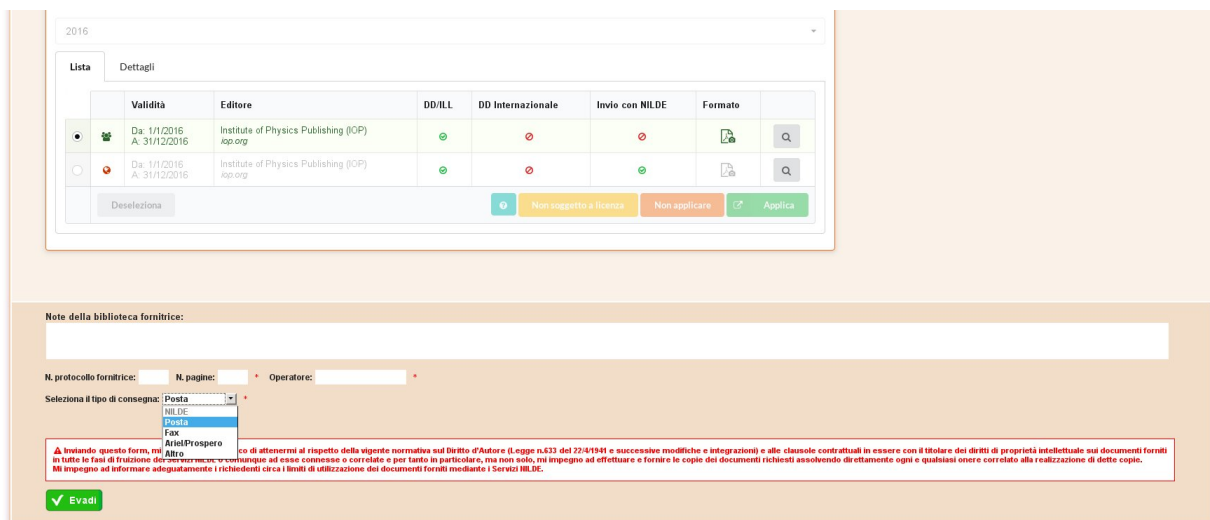 2016
Lista Dettagli
Validità Editore DD/ILL DD Internazionale Invio con NILDE Formato
Da: 1/1/2016 Institute of Physics Publishing (IOP)
A: 31/12/2016 iop.org
Da: 1/1/2016 Institute of Physics Publishing (IOP)
A: 31/12/2016 iop.org
Deseleziona Non soggetto a licenza Non applicare Applica
Note della biblioteca fornitrice:
N. protocollo fornitrice: N. pagine: * Operatore: *
Seleziona il tipo di consegna: Posta *
NILDE
Posta
Fax
Ariel/Prospero
Altro
Inviando questo form, mi co di attenermi al rispetto della vigente normativa sul Diritto d'Autore (Legge n.633 del 22/4/1941 e successive modifiche e integrazioni) e alle clausole contrattuali in essere con il titolare dei diritti di proprietà intellettuale sui documenti forniti
in tutte le fasi di fruizione dei Servizi NILDE o comunque ad esse connesse o correlate e per tanto in particolare, ma non solo, mi impegno ad effettuare e fornire le copie dei documenti richiesti assolvendo direttamente ogni e qualsiasi onere correlato alla realizzazione di dette copie.
Mi impegno ad informare adeguatamente i richiedenti circa i limiti di utilizzazione dei documenti forniti mediante i Servizi NILDE.
Evadi